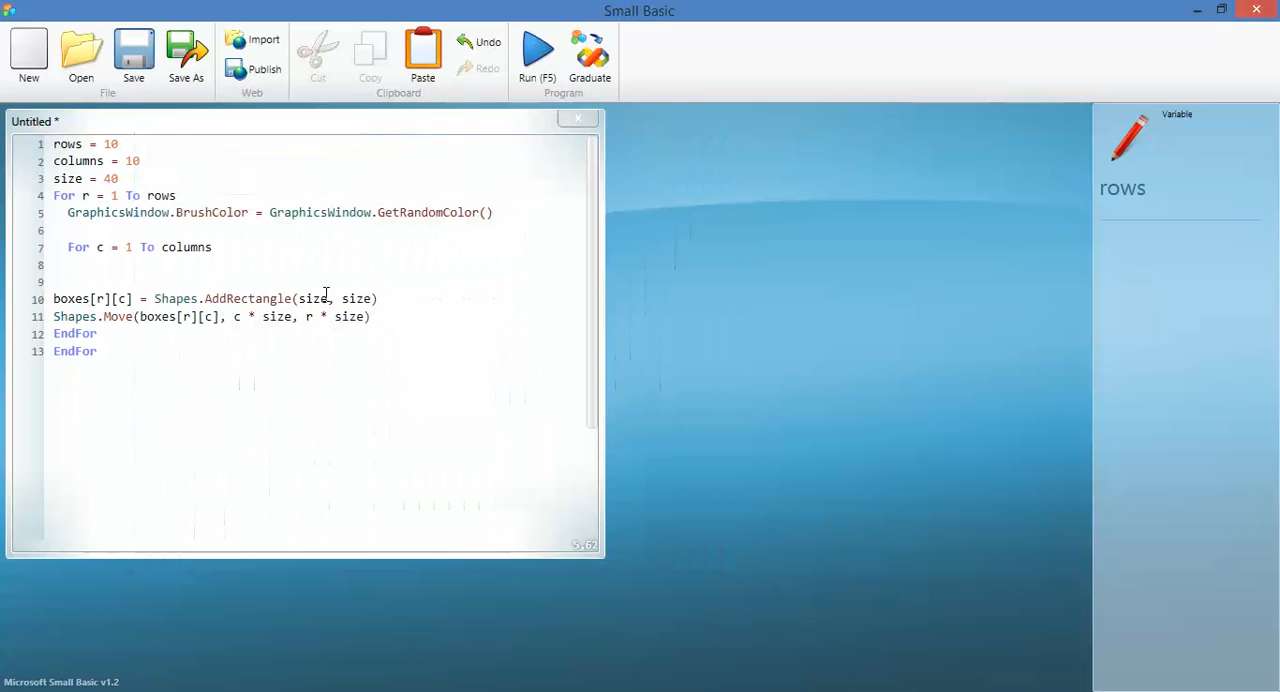 Small Basic
New
Open
Save
Save As
Import
Publish
Cut
Copy
Paste
Undo
Redo
Run (F5)
Graduate
File
Web
Clipboard
Program
Untitled *
1 rows = 10
2 columns = 10
3 size = 40
4 For r = 1 To rows
5 GraphicsWindow.BrushColor = GraphicsWindow.GetRandomColor()
6
7 For c = 1 To columns
8
9
10 boxes[r][c] = Shapes.AddRectangle(size, size)
11 Shapes.Move(boxes[r][c], c * size, r * size)
12 EndFor
13 EndFor
5,62
Variable
rows
Microsoft Small Basic v1.2